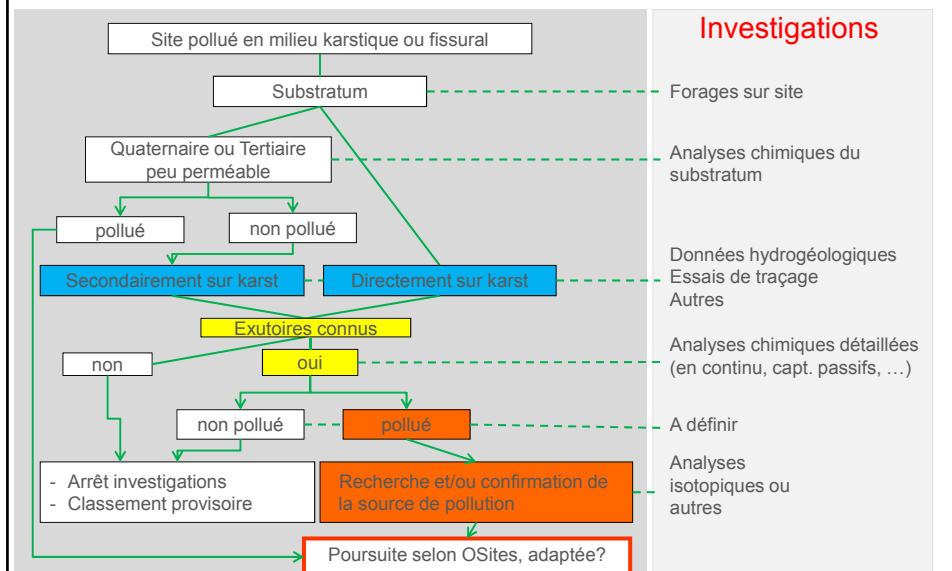 Investigations
Site pollué en milieu karstique ou fissural
Substratum
Forages sur site
Quaternaire ou Tertiaire
peu perméable
Analyses chimiques du
substratum
pollué
non pollué
Données hydrogéologiques
Essais de traçage
Autres
Secondairement sur karst
Directement sur karst
Exutoires connus
non
oui
Analyses chimiques détaillées
(en continu, capt. passifs, …)
non pollué
pollué
A définir
- Arrêt investigations
- Classement provisoire
Recherche et/ou confirmation de
la source de pollution
Analyses
isotopiques ou
autres
Poursuite selon OSites, adaptée?